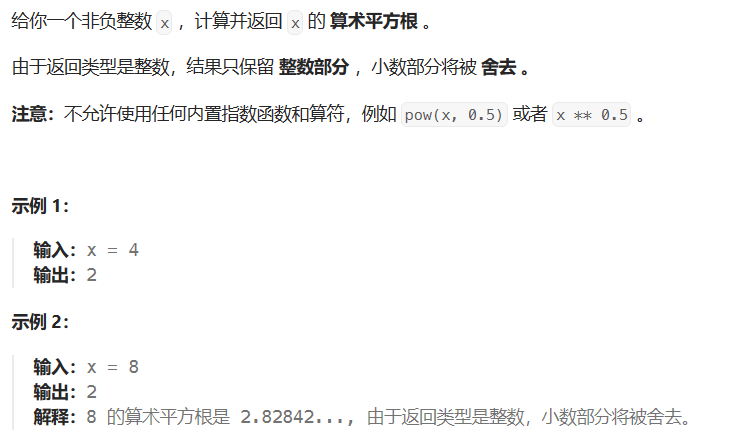 给你一个非负整数 x ，计算并返回 x 的 算术平方根 。
由于返回类型是整数，结果只保留 整数部分 ，小数部分将被 舍去 。
注意：不允许使用任何内置指数函数和算符，例如 pow(x, 0.5) 或者 x ** 0.5 。
示例 1：
输入：x = 4
输出：2
示例 2：
输入：x = 8
输出：2
解释：8 的算术平方根是 2.82842..., 由于返回类型是整数，小数部分将被舍去。